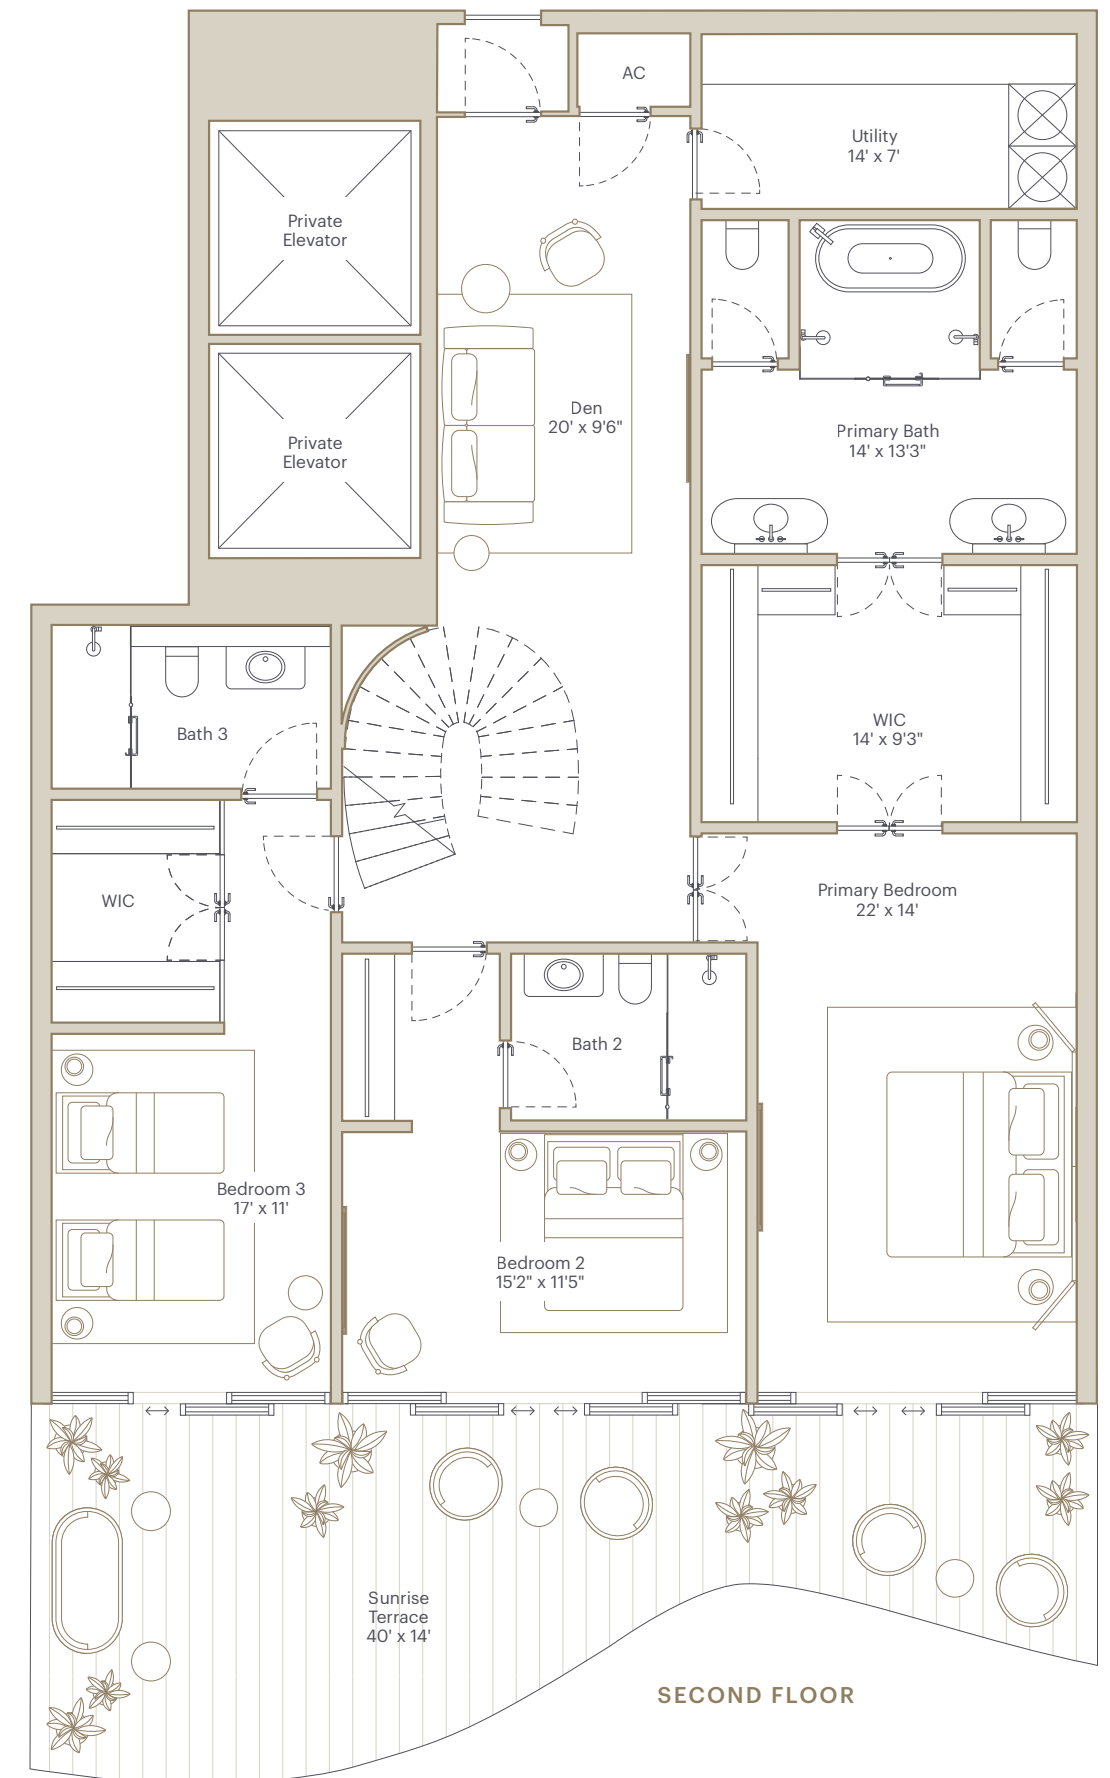 AC
Utility
14' x 7'
Private
Elevator
Private
Elevator
Den
20' x 9'6"
Primary Bath
14' x 13'3"
Bath 3
WIC
14' x 9'3"
WIC
Primary Bedroom
22' x 14'
Bath 2
Bedroom 3
17' x 11'
Bedroom 2
15'2" x 11'5"
Sunrise
Terrace
40' x 14'
SECOND FLOOR